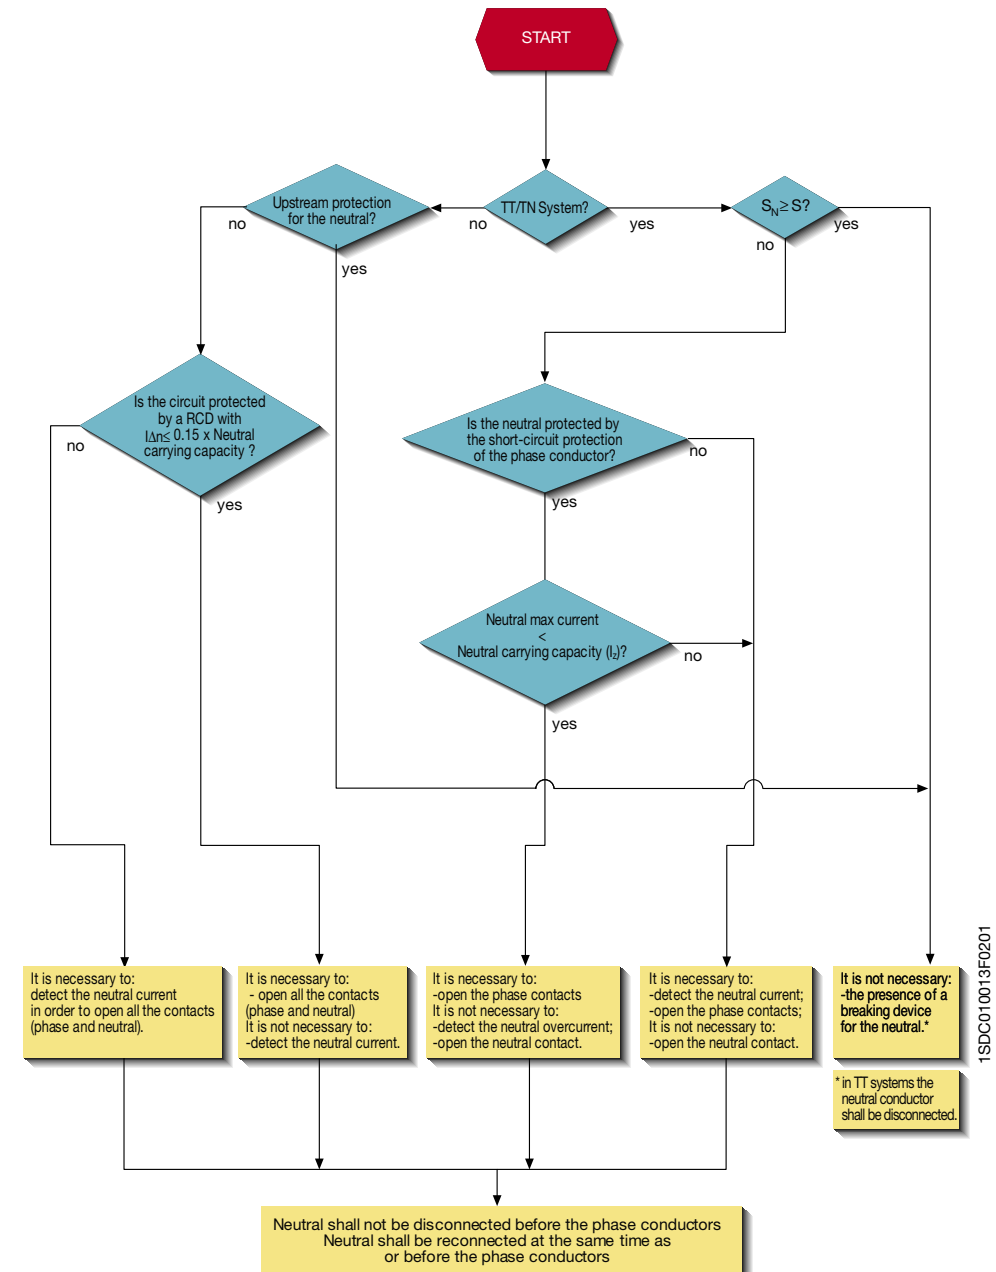 START
Upstream protection
for the neutral?
TT/TN System?
S_N ≥ S?
no
no
yes
yes
yes
no
Is the circuit protected
by a RCD with
I∆n≤ 0.15 x Neutral
carrying capacity ?
no
yes
Is the neutral protected by
the short-circuit protection
of the phase conductor?
no
yes
Neutral max current
<
Neutral carrying capacity (I_z)?
no
yes
It is necessary to:
detect the neutral current
in order to open all the contacts
(phase and neutral).
It is necessary to:
- open all the contacts
(phase and neutral)
It is not necessary to:
-detect the neutral current.
It is necessary to:
-open the phase contacts
It is not necessary to:
-detect the neutral overcurrent;
-open the neutral contact.
It is necessary to:
-detect the neutral current;
-open the phase contacts;
It is not necessary to:
-open the neutral contact.
It is not necessary:
-the presence of a
breaking device
for the neutral.*
* in TT systems the
neutral conductor
shall be disconnected.
Neutral shall not be disconnected before the phase conductors
Neutral shall be reconnected at the same time as
or before the phase conductors
1SDC010013F0201